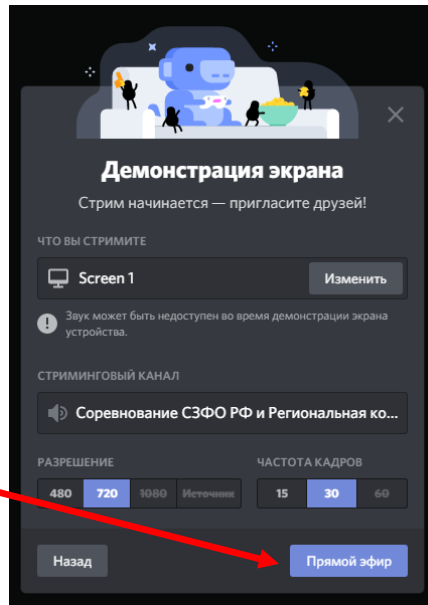 Демонстрация экрана
Стрим начинается — пригласите друзей!
ЧТО ВЫ СТРИМИТЕ
Screen 1
Изменить
Звук может быть недоступен во время демонстрации экрана
устройства.
СТРИМИНГОВЫЙ КАНАЛ
Соревнование СЗФО РФ и Региональная ко...
РАЗРЕШЕНИЕ ЧАСТОТА КАДРОВ
480 720 1080 Источник 15 30 60
Назад Прямой эфир